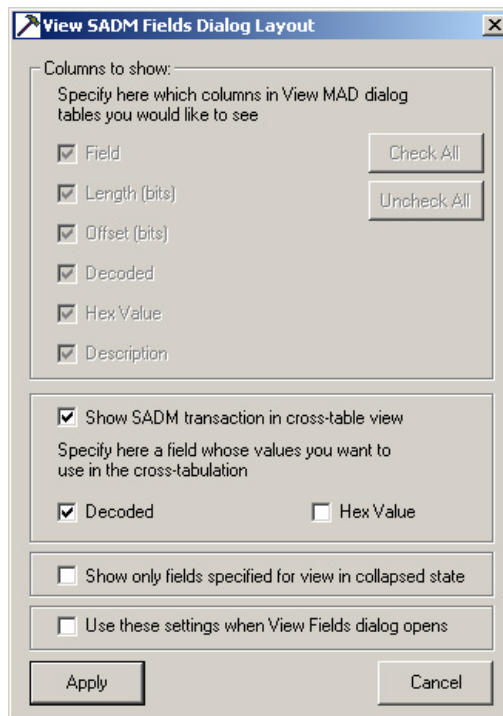 View SADM Fields Dialog Layout
Columns to show:
Specify here which columns in View MAD dialog
tables you would like to see
Field
Check All
Length (bits)
Uncheck All
Offset (bits)
Decoded
Hex Value
Description
Show SADM transaction in cross-table view
Specify here a field whose values you want to
use in the cross-tabulation
Decoded
Hex Value
Show only fields specified for view in collapsed state
Use these settings when View Fields dialog opens
Apply
Cancel